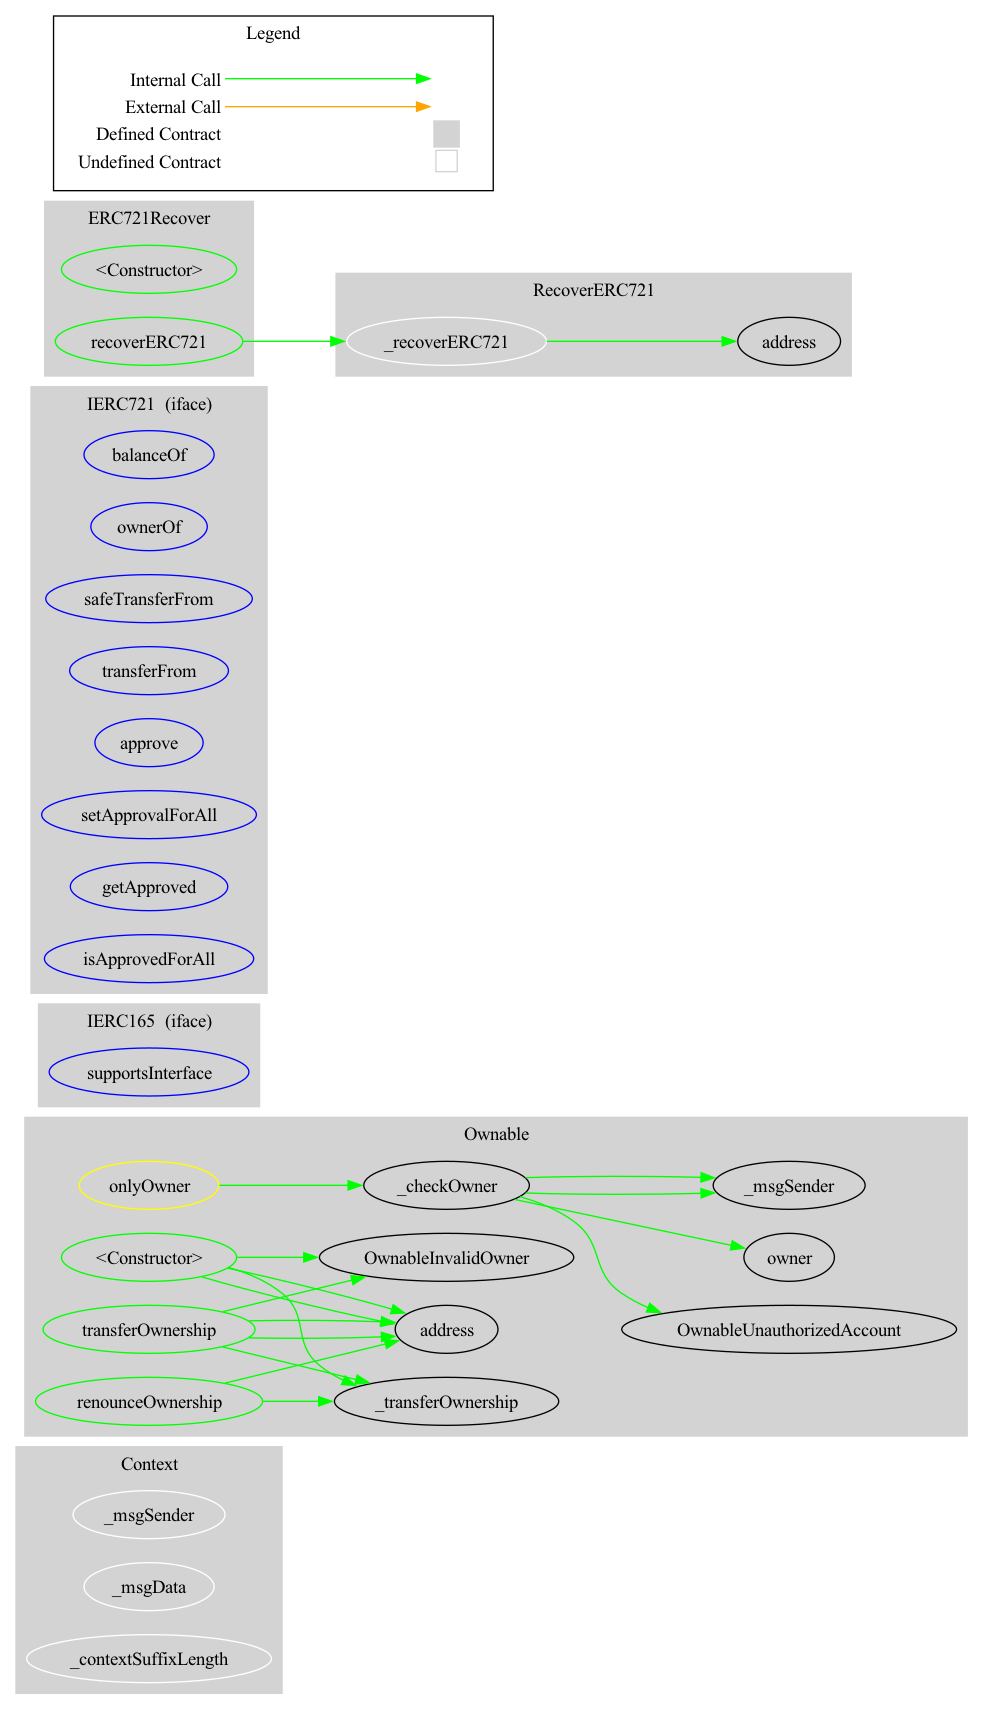 Legend
Internal Call
External Call
Defined Contract
Undefined Contract
ERC721Recover
<Constructor>
recoverERC721
RecoverERC721
_recoverERC721
address
IERC721  (iface)
balanceOf
ownerOf
safeTransferFrom
transferFrom
approve
setApprovalForAll
getApproved
isApprovedForAll
IERC165  (iface)
supportsInterface
Ownable
onlyOwner
_checkOwner
_msgSender
<Constructor>
OwnableInvalidOwner
owner
transferOwnership
address
OwnableUnauthorizedAccount
renounceOwnership
_transferOwnership
Context
_msgSender
_msgData
_contextSuffixLength